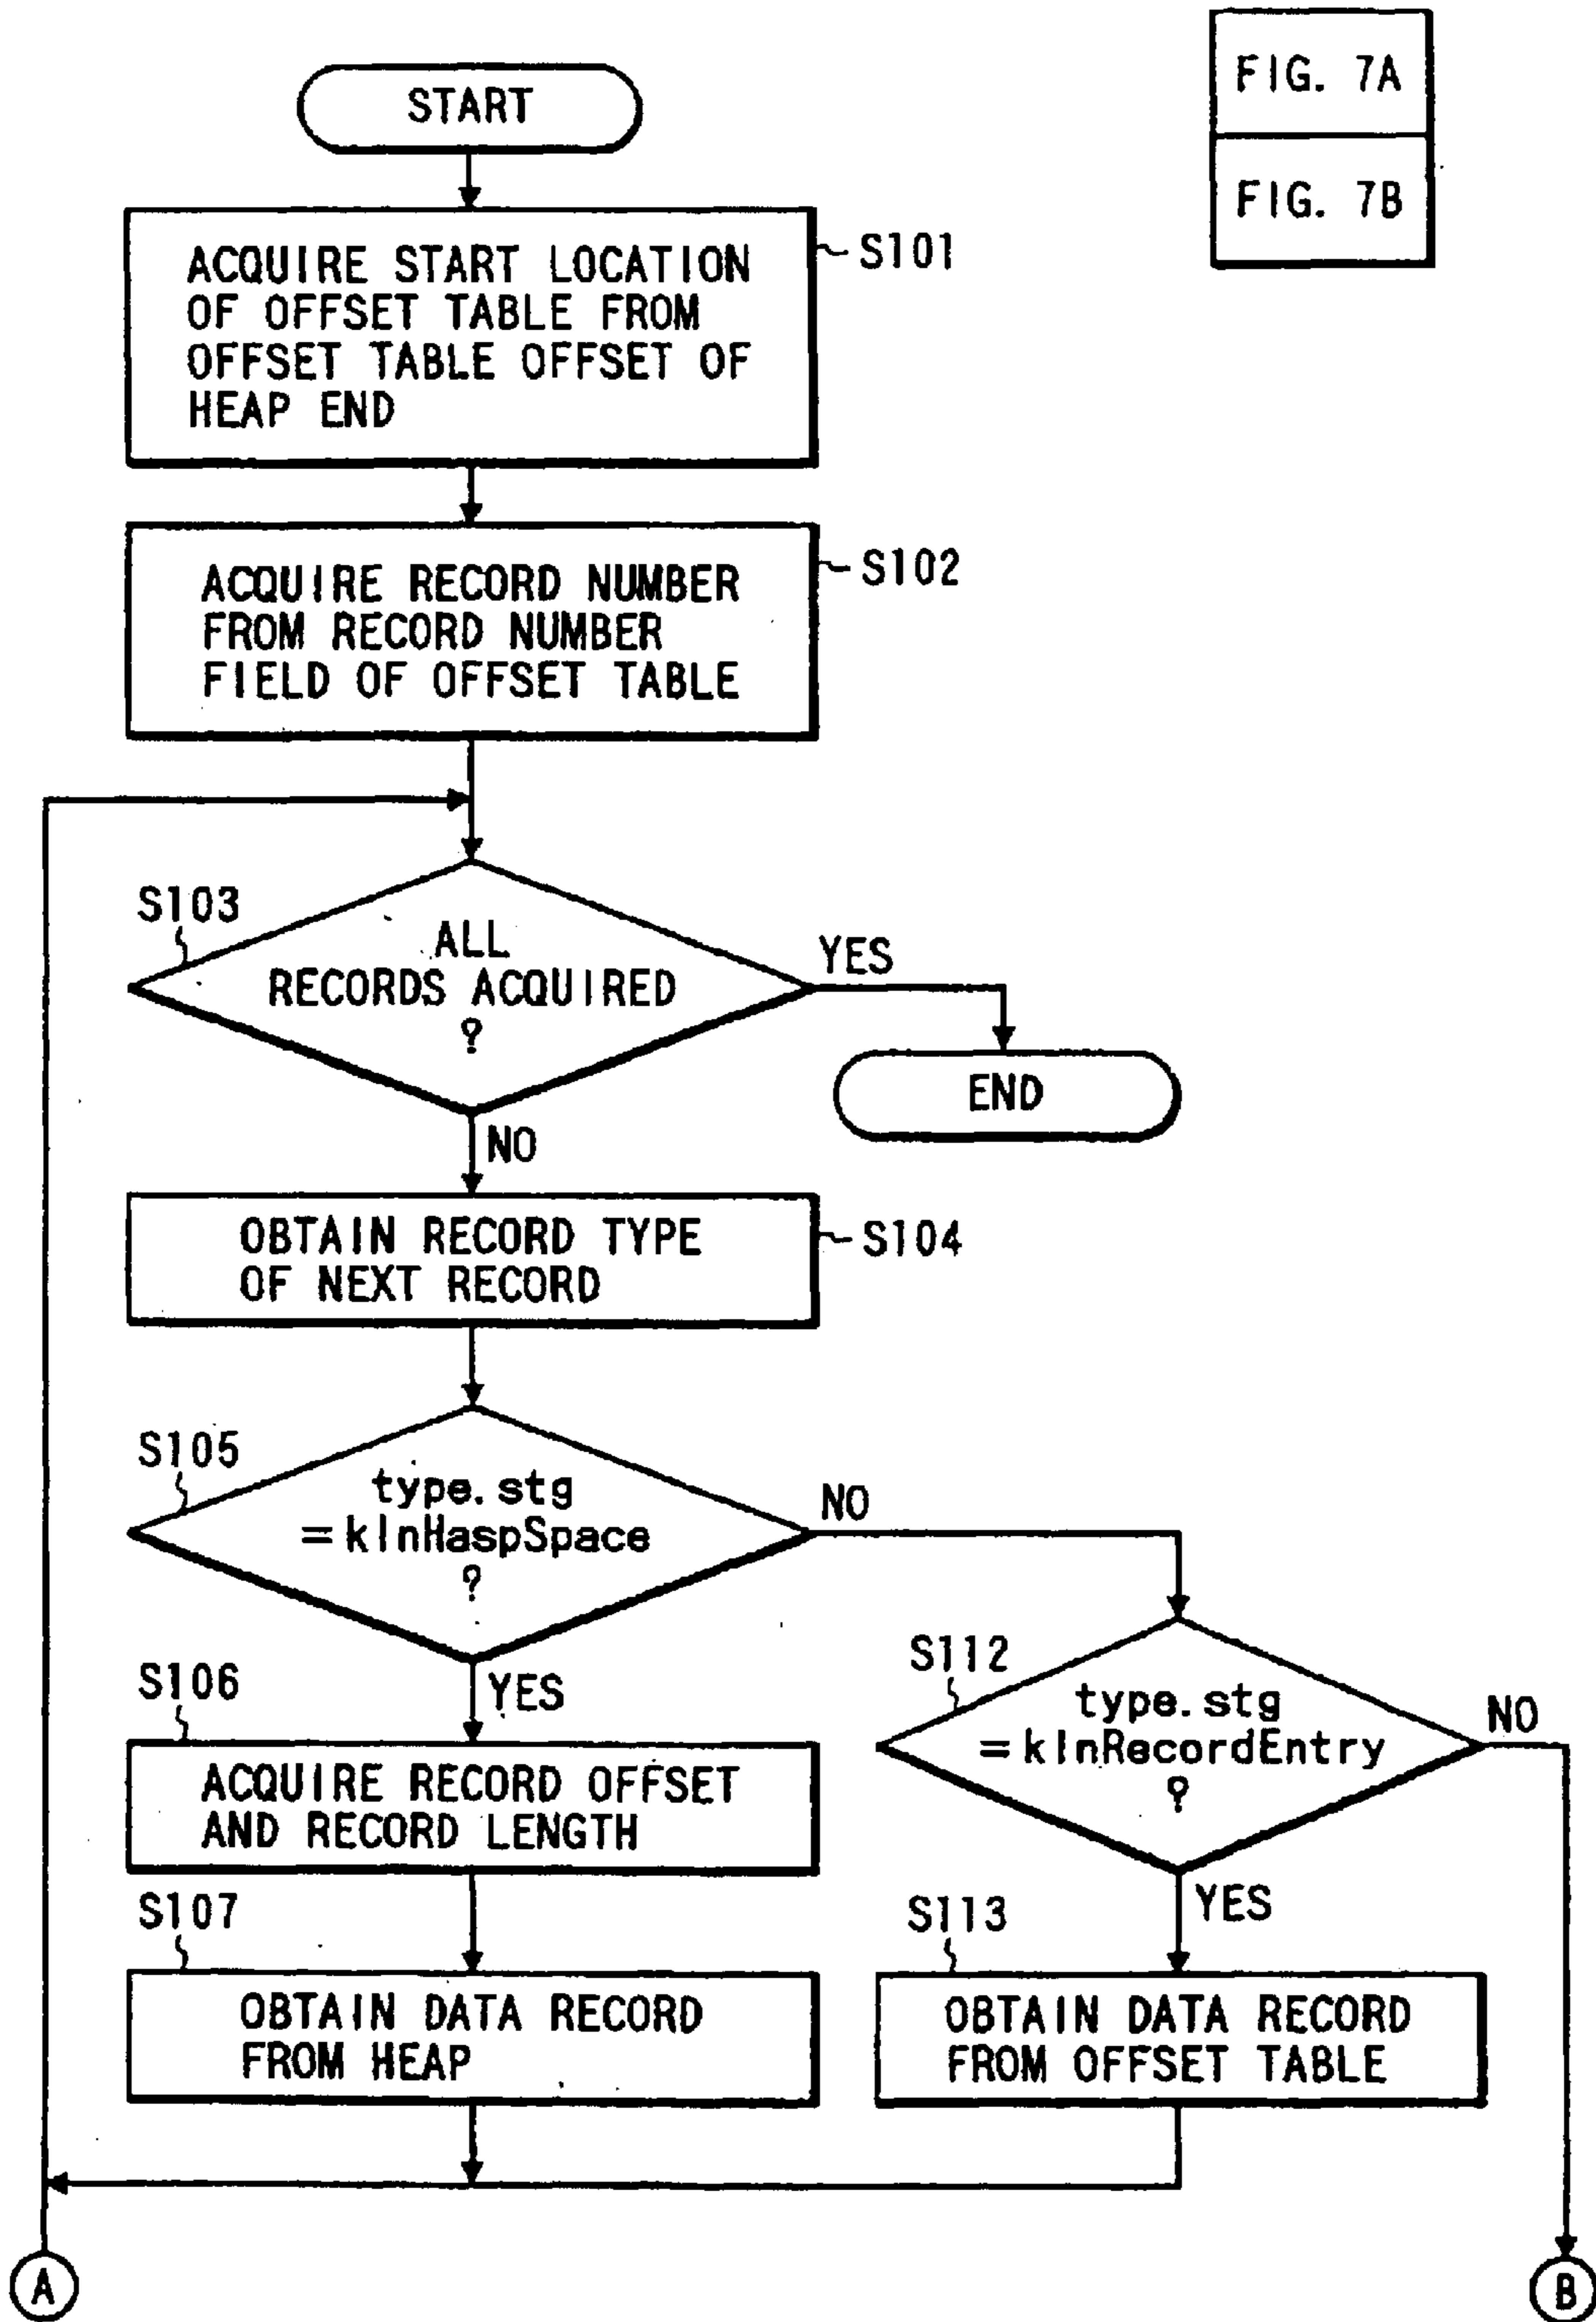 FIG. 7A
FIG. 7B
START
ACQUIRE START LOCATION
OF OFFSET TABLE FROM
OFFSET TABLE OFFSET OF
HEAP END
S101
ACQUIRE RECORD NUMBER
FROM RECORD NUMBER
FIELD OF OFFSET TABLE
S102
S103
ALL
RECORDS ACQUIRED
?
YES
END
NO
OBTAIN RECORD TYPE
OF NEXT RECORD
S104
S105
type.stg
=kInHaspSpace
?
NO
YES
S112
type.stg
=kInRecordEntry
?
NO
YES
S106
ACQUIRE RECORD OFFSET
AND RECORD LENGTH
S107
OBTAIN DATA RECORD
FROM HEAP
S113
OBTAIN DATA RECORD
FROM OFFSET TABLE
A
B